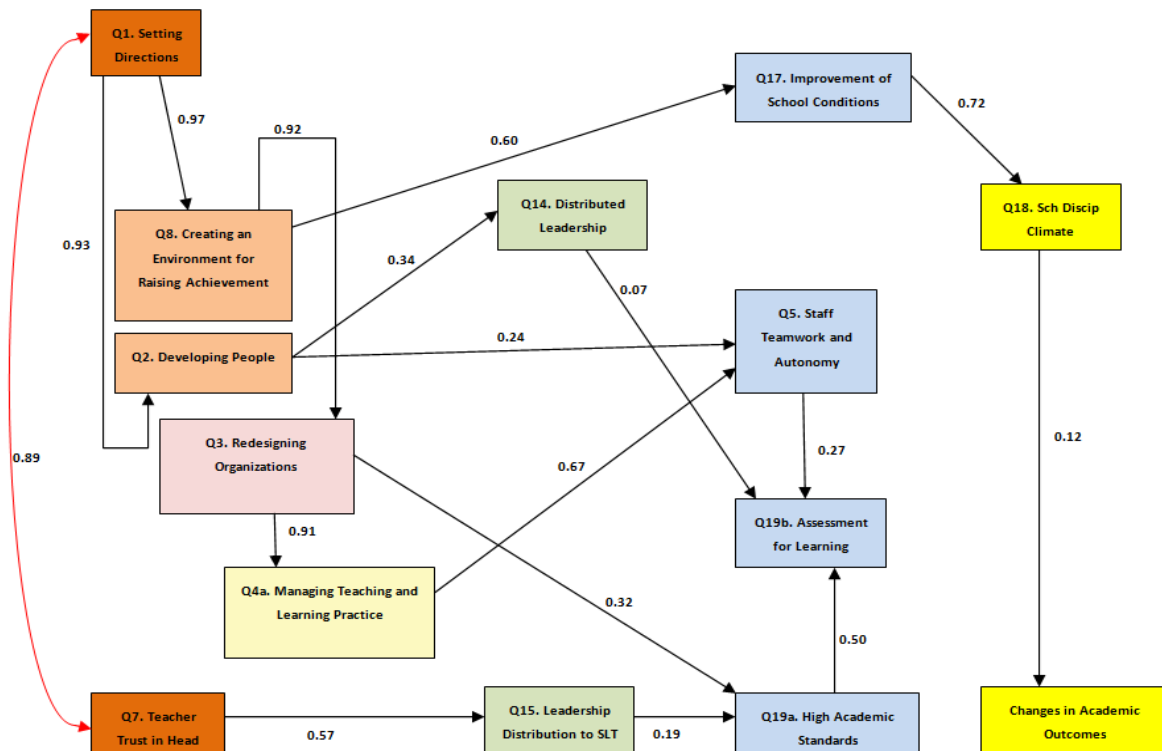 Q1. Setting
Directions
0.97
0.92
0.93
Q8. Creating an
Environment for
Raising Achievement
0.60
Q17. Improvement of
School Conditions
0.72
Q14. Distributed
Leadership
0.34
Q18. Sch Discip
Climate
0.07
Q2. Developing People
0.24
Q5. Staff
Teamwork and
Autonomy
0.12
Q3. Redesigning
Organizations
0.89
0.67
0.27
0.91
Q19b. Assessment
for Learning
Q4a. Managing Teaching and
Learning Practice
0.32
0.50
Q7. Teacher
Trust in Head
0.57
Q15. Leadership
Distribution to SLT
0.19
Q19a. High Academic
Standards
Changes in Academic
Outcomes